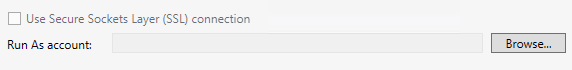 Use Secure Sockets Layer (SSL) connection
Run As account: Browse...